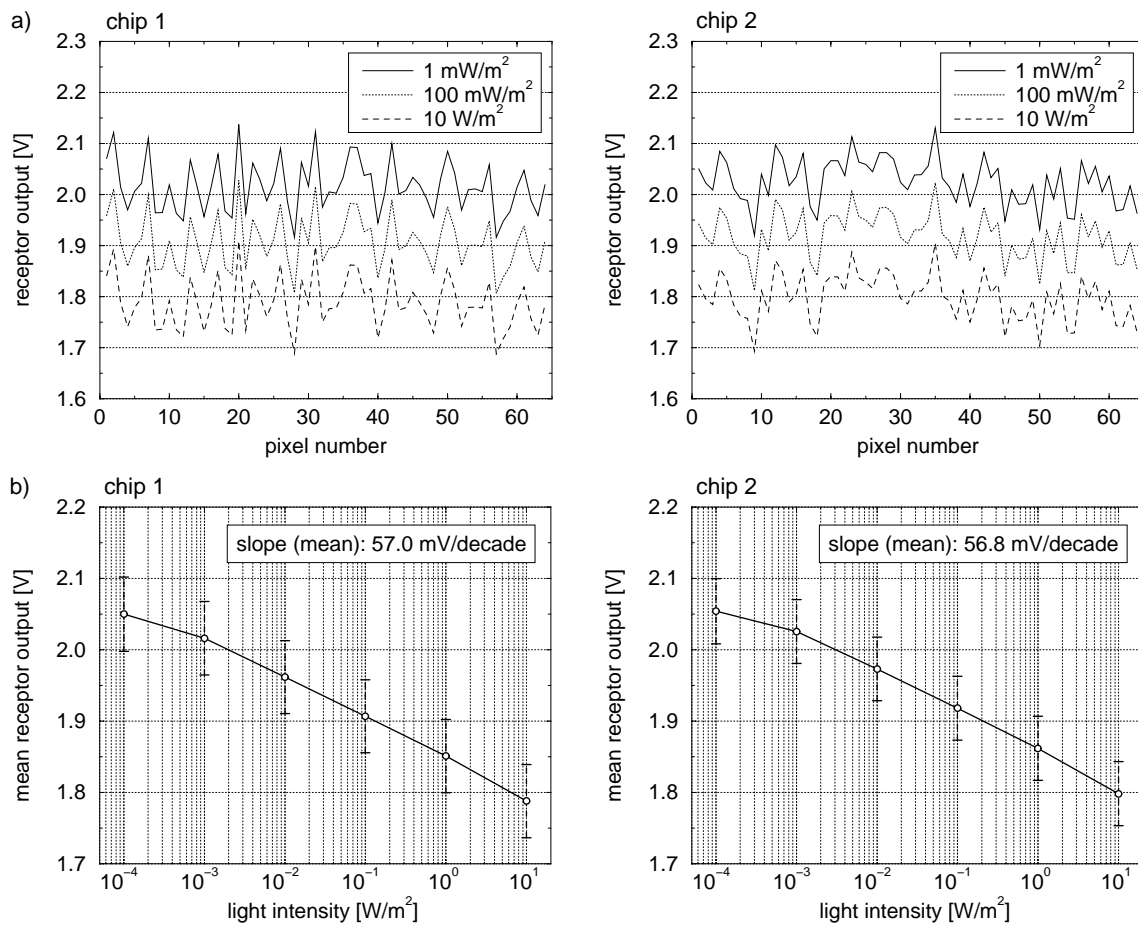 a)
chip 1
receptor output [V]
2.3
2.2
2.1
2.0
1.9
1.8
1.7
1.6
1 mW/m²
100 mW/m²
10 W/m²
0 10 20 30 40 50 60
pixel number
chip 2
receptor output [V]
2.3
2.2
2.1
2.0
1.9
1.8
1.7
1.6
1 mW/m²
100 mW/m²
10 W/m²
0 10 20 30 40 50 60
pixel number
b)
chip 1
mean receptor output [V]
2.2
2.1
2.0
1.9
1.8
1.7
slope (mean): 57.0 mV/decade
10⁻⁴ 10⁻³ 10⁻² 10⁻¹ 10⁰ 10¹
light intensity [W/m²]
chip 2
mean receptor output [V]
2.2
2.1
2.0
1.9
1.8
1.7
slope (mean): 56.8 mV/decade
10⁻⁴ 10⁻³ 10⁻² 10⁻¹ 10⁰ 10¹
light intensity [W/m²]